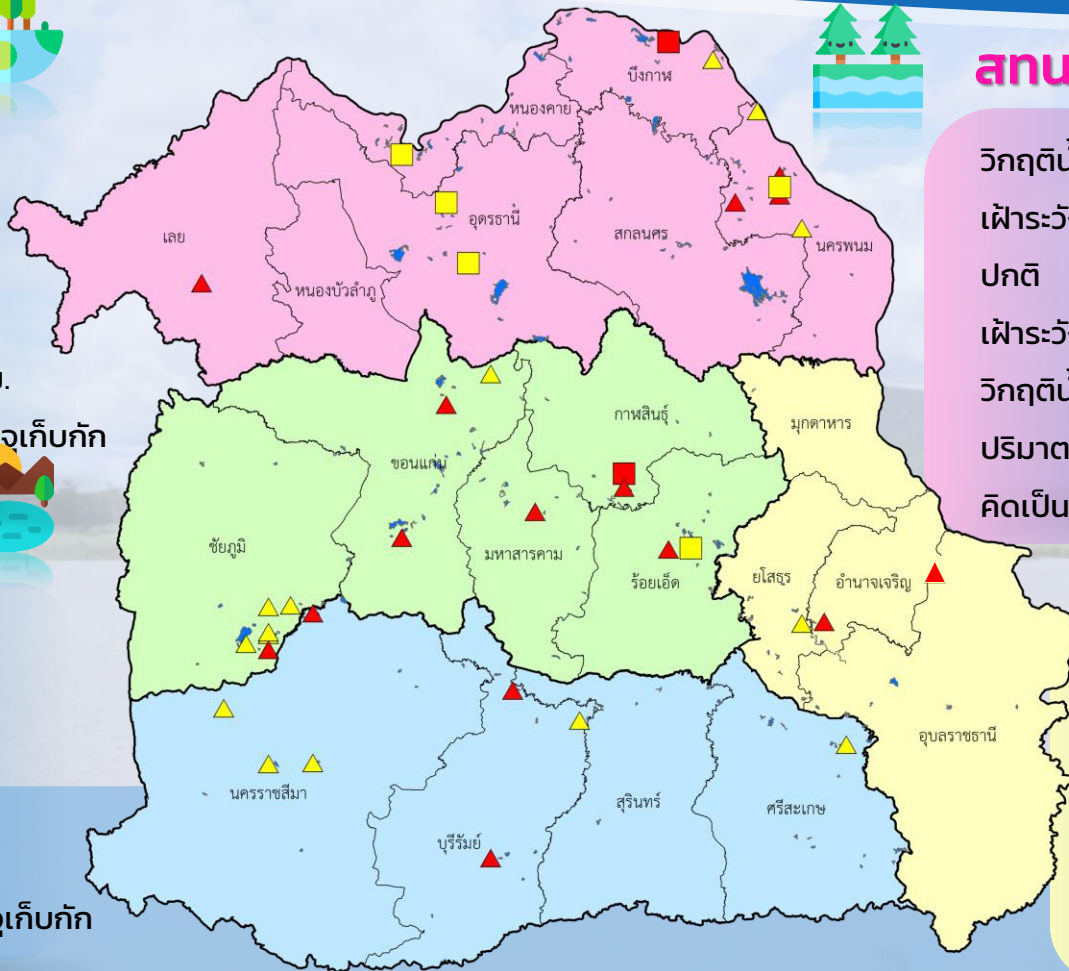 สทน
วิกฤติน้
เฝ้าระวัง
ปกติ
เฝ้าระวัง
วิกฤติน้
ปริมาต
คิดเป็น
จุเก็บกัก
จุเก็บกัก
บึงกาฬ
หนองคาย
อุดรธานี
สกลนคร
นครพนม
เลย
หนองบัวลำภู
กาฬสินธุ์
มุกดาหาร
ขอนแก่น
ชัยภูมิ
มหาสารคาม
ร้อยเอ็ด
ยโสธร
อำนาจเจริญ
อุบลราชธานี
นครราชสีมา
สุรินทร์
ศรีสะเกษ
บุรีรัมย์